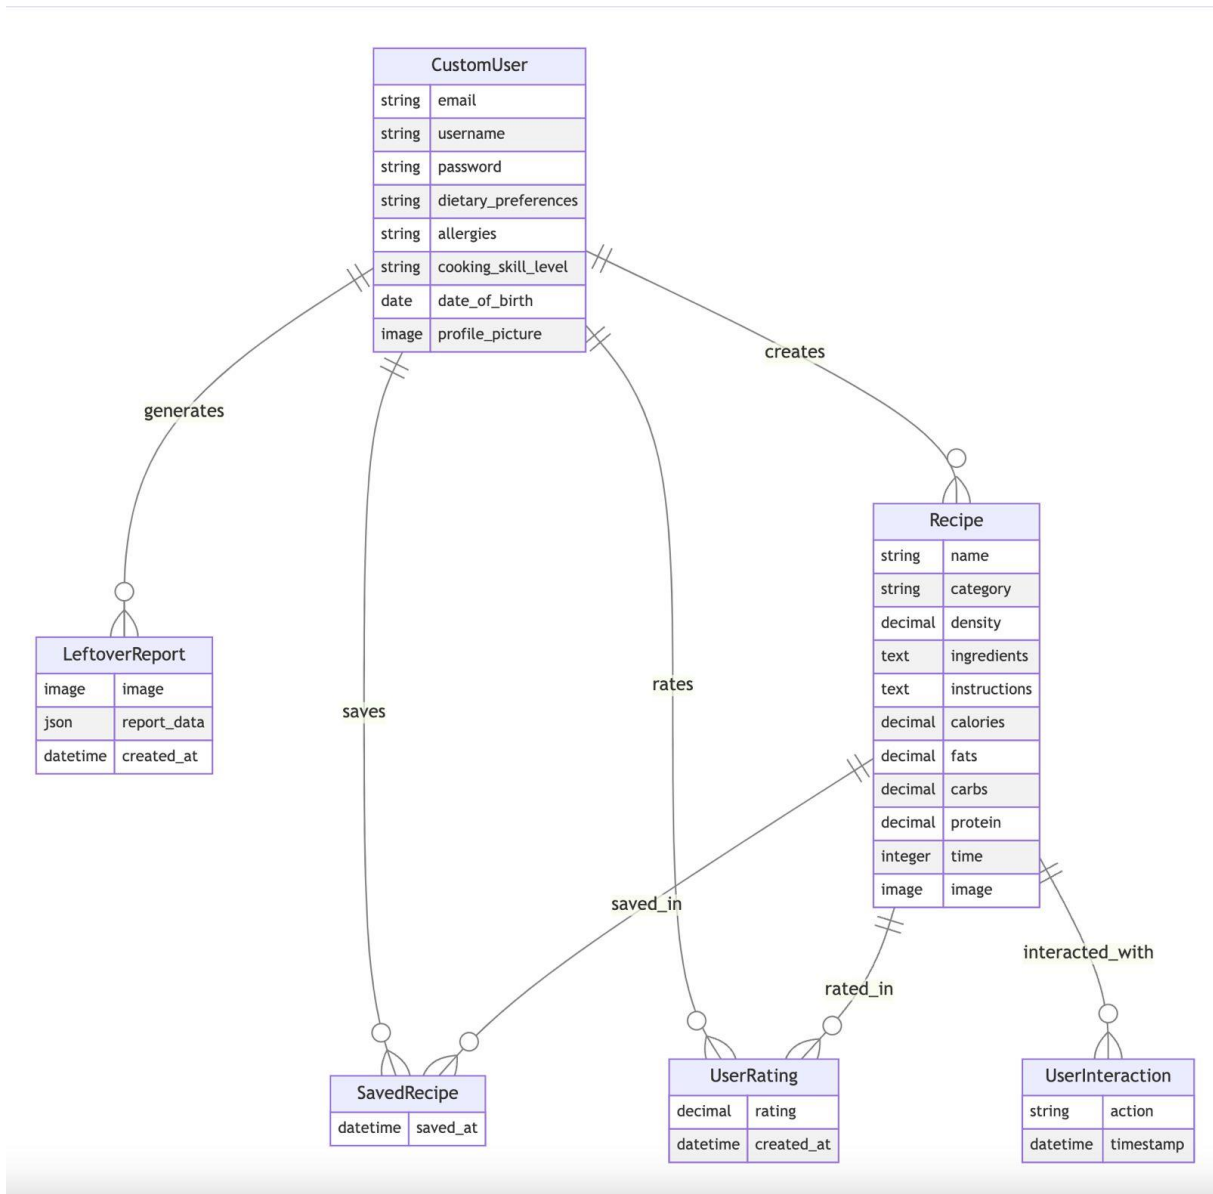 CustomUser
string email
string username
string password
string dietary_preferences
string allergies
string cooking_skill_level
date date_of_birth
image profile_picture
creates
generates
Recipe
string name
string category
decimal density
text ingredients
text instructions
decimal calories
decimal fats
decimal carbs
decimal protein
integer time
image image
LeftoverReport
image image
json report_data
datetime created_at
saves
rates
saved_in
rated_in
interacted_with
SavedRecipe
datetime saved_at
UserRating
decimal rating
datetime created_at
UserInteraction
string action
datetime timestamp